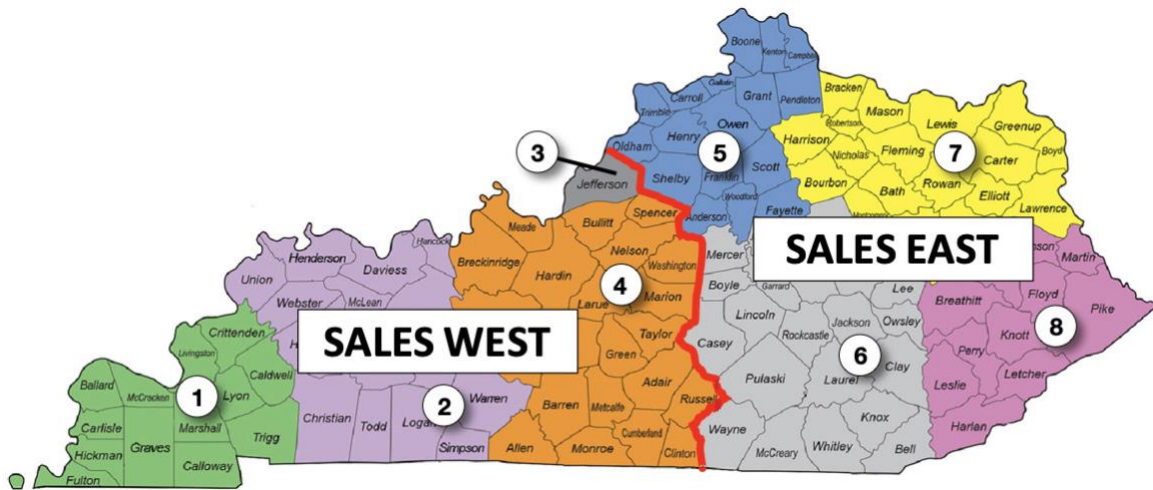 Boone
Kenton
Campbell
Gallatin
Grant
Pendleton
Carroll
Trimble
Owen
Henry
Oldham
5
Scott
Shelby
Franklin
Woodford
Anderson
Fayette
Bracken
Mason
Robertson
Lewis
Greenup
Harrison
Fleming
7
Boyd
Nicholas
Carter
Bourbon
Bath
Rowan
Elliott
Lawrence
3
Jefferson
Bullitt
Spencer
Meade
Nelson
Breckinridge
Hardin
Washington
4
Larue
Marion
Taylor
Green
Adair
Barren
Metcalfe
Russell
Cumberland
Allen
Monroe
Clinton
SALES EAST
Mercer
Boyle
Garrard
Lee
Lincoln
Jackson
Owsley
Casey
Rockcastle
6
Clay
Pulaski
Laurel
Knox
Wayne
McCreary
Whitley
Bell
Martin
Breathitt
Floyd
Pike
Knott
8
Perry
Letcher
Leslie
Harlan
Hancock
Henderson
Daviess
Union
Webster
McLean
SALES WEST
2
Warren
Christian
Todd
Logan
Simpson
Crittenden
Livingston
Caldwell
Ballard
McCracken
1
Lyon
Carlisle
Marshall
Graves
Trigg
Hickman
Calloway
Fulton